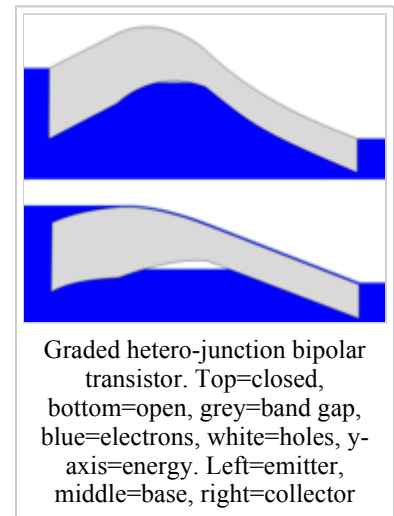 Graded hetero-junction bipolar
transistor. Top=closed,
bottom=open, grey=band gap,
blue=electrons, white=holes, y-
axis=energy. Left=emitter,
middle=base, right=collector